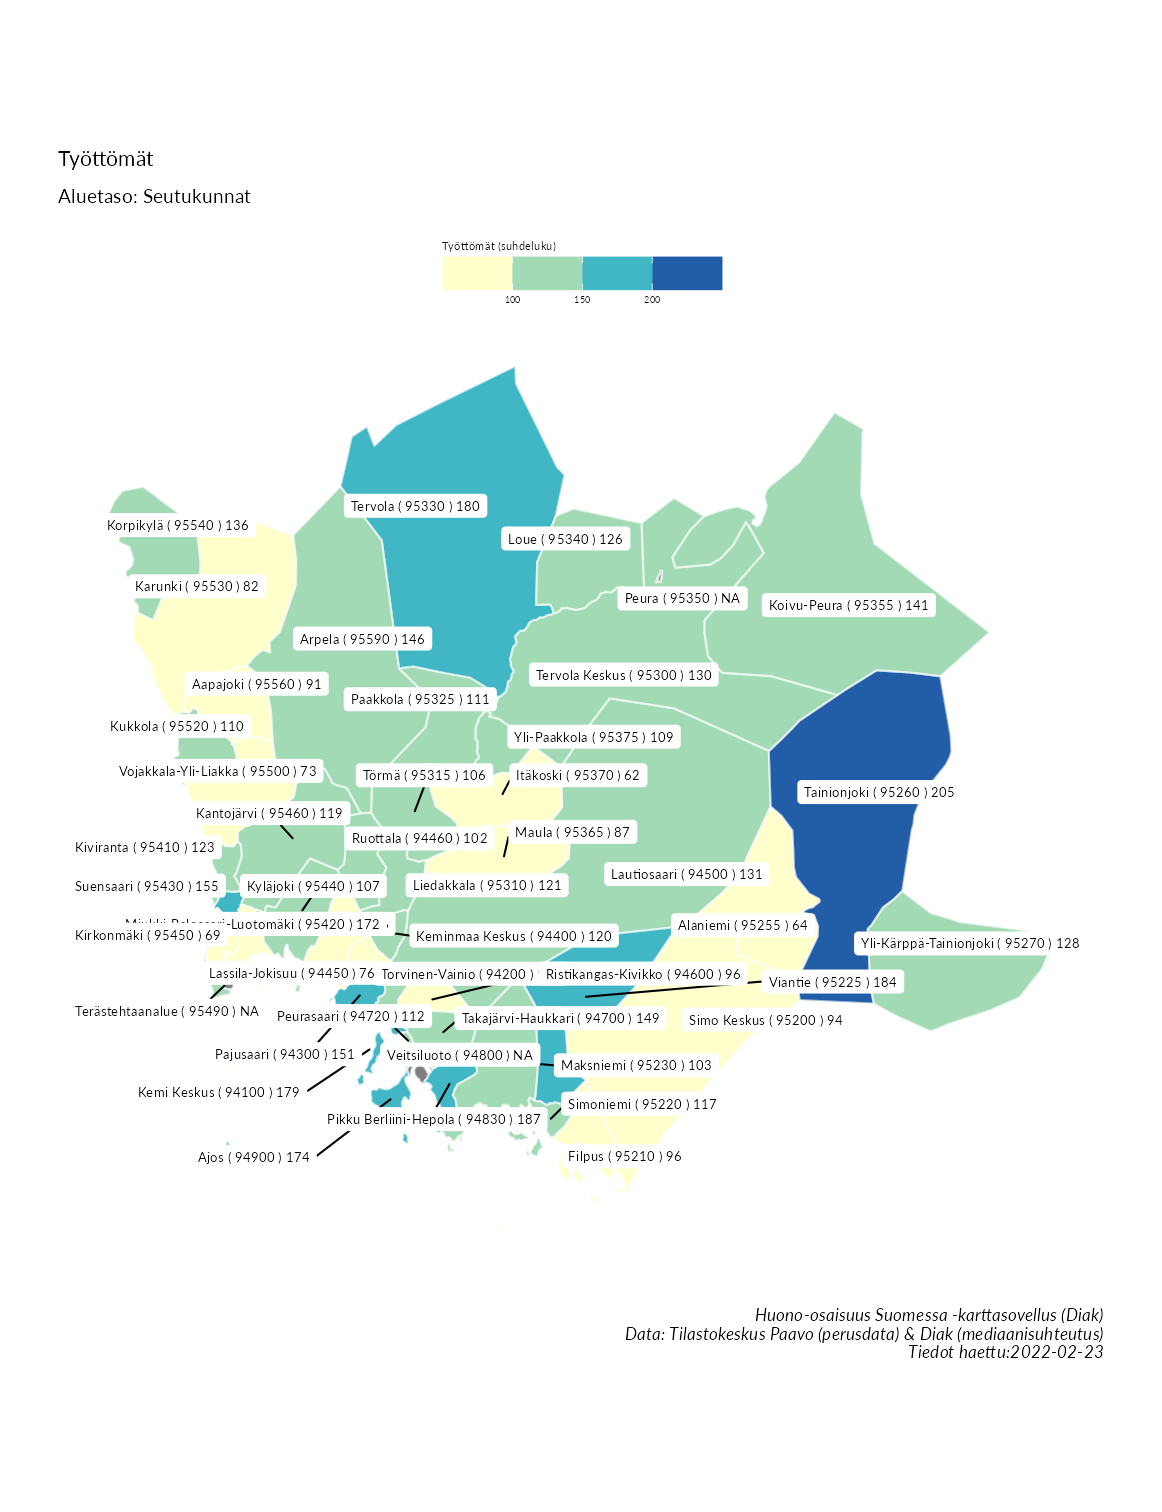 Työttömät
Aluetaso: Seutukunnat
Työttömät (suhdeluku)
100 150 200
Tervola ( 95330 ) 180
Korpikylä ( 95540 ) 136
Loue ( 95340 ) 126
Karunki ( 95530 ) 82
Peura ( 95350 ) NA
Koivu-Peura ( 95355 ) 141
Arpela ( 95590 ) 146
Tervola Keskus ( 95300 ) 130
Aapajoki ( 95560 ) 91
Paakkola ( 95325 ) 111
Kukkola ( 95520 ) 110
Yli-Paakkola ( 95375 ) 109
Vojakkala-Yli-Liakka ( 95500 ) 73
Törmä ( 95315 ) 106
Itäkoski ( 95370 ) 62
Tainionjoki ( 95260 ) 205
Kantojärvi ( 95460 ) 119
Maula ( 95365 ) 87
Ruottala ( 94460 ) 102
Kiviranta ( 95410 ) 123
Lautiosaari ( 94500 ) 131
Suensaari ( 95430 ) 155
Kyläjoki ( 95440 ) 107
Liedakkala ( 95310 ) 121
-Luotomäki ( 95420 ) 172
Alaniemi ( 95255 ) 64
Kirkonmäki ( 95450 ) 69
Keminmaa Keskus ( 94400 ) 120
Yli-Kärppä-Tainionjoki ( 95270 ) 128
Lassila-Jokisuu ( 94450 ) 76
Torvinen-Vainio ( 94200 )
Ristikangas-Kivikko ( 94600 ) 96
Viantie ( 95225 ) 184
Terästehtaanalue ( 95490 ) NA
Peurasaari ( 94720 ) 112
Takajärvi-Haukkari ( 94700 ) 149
Simo Keskus ( 95200 ) 94
Pajusaari ( 94300 ) 151
Veitsiluoto ( 94800 ) NA
Maksniemi ( 95230 ) 103
Kemi Keskus ( 94100 ) 179
Simoniemi ( 95220 ) 117
Pikku Berliini-Hepola ( 94830 ) 187
Ajos ( 94900 ) 174
Filpus ( 95210 ) 96
Huono-osaisuus Suomessa -karttasovellus (Diak)
Data: Tilastokeskus Paavo (perusdata) & Diak (mediaanisuhteutus)
Tiedot haettu:2022-02-23